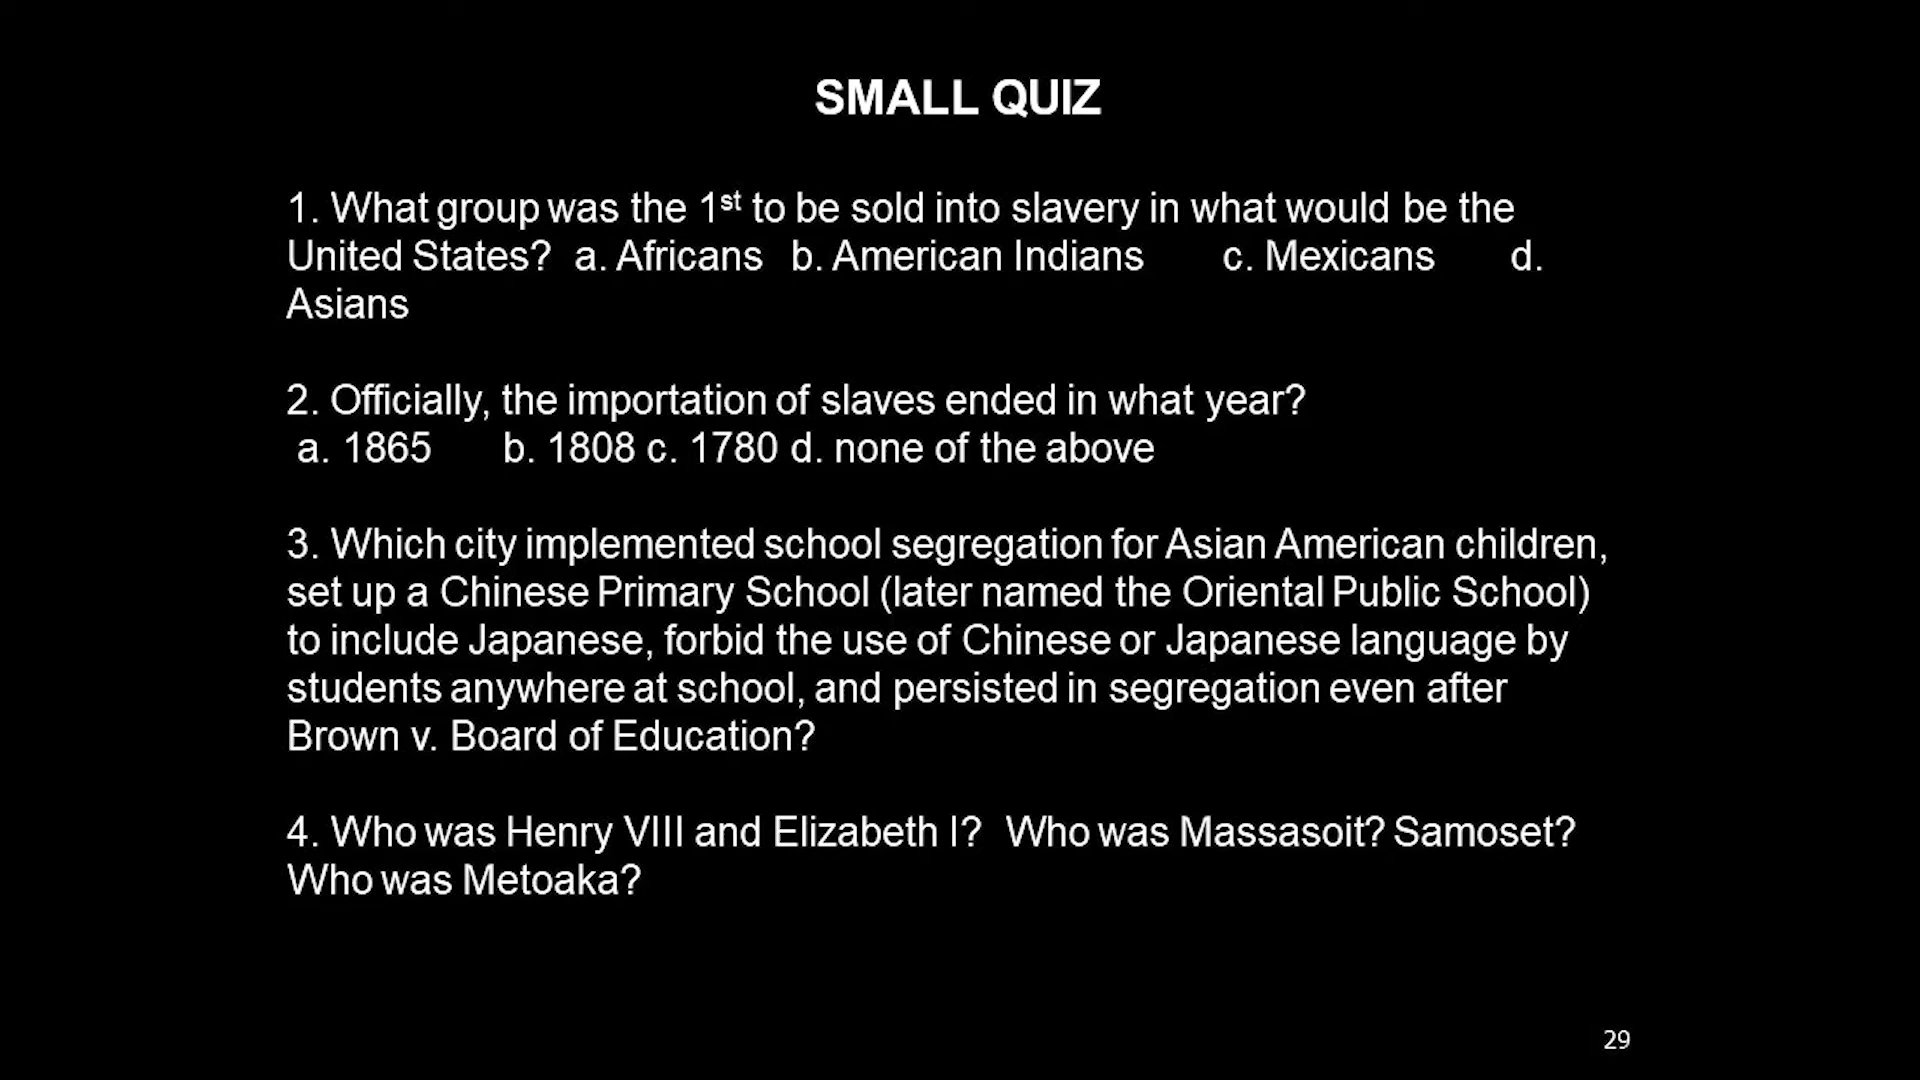 SMALL QUIZ
1. What group was the 1st to be sold into slavery in what would be the
United States? a. Africans b. American Indians c. Mexicans d.
Asians
2. Officially, the importation of slaves ended in what year?
a. 1865 b. 1808 c. 1780 d. none of the above
3. Which city implemented school segregation for Asian American children,
set up a Chinese Primary School (later named the Oriental Public School)
to include Japanese, forbid the use of Chinese or Japanese language by
students anywhere at school, and persisted in segregation even after
Brown v. Board of Education?
4. Who was Henry VIII and Elizabeth I? Who was Massasoit? Samoset?
Who was Metoaka?
29